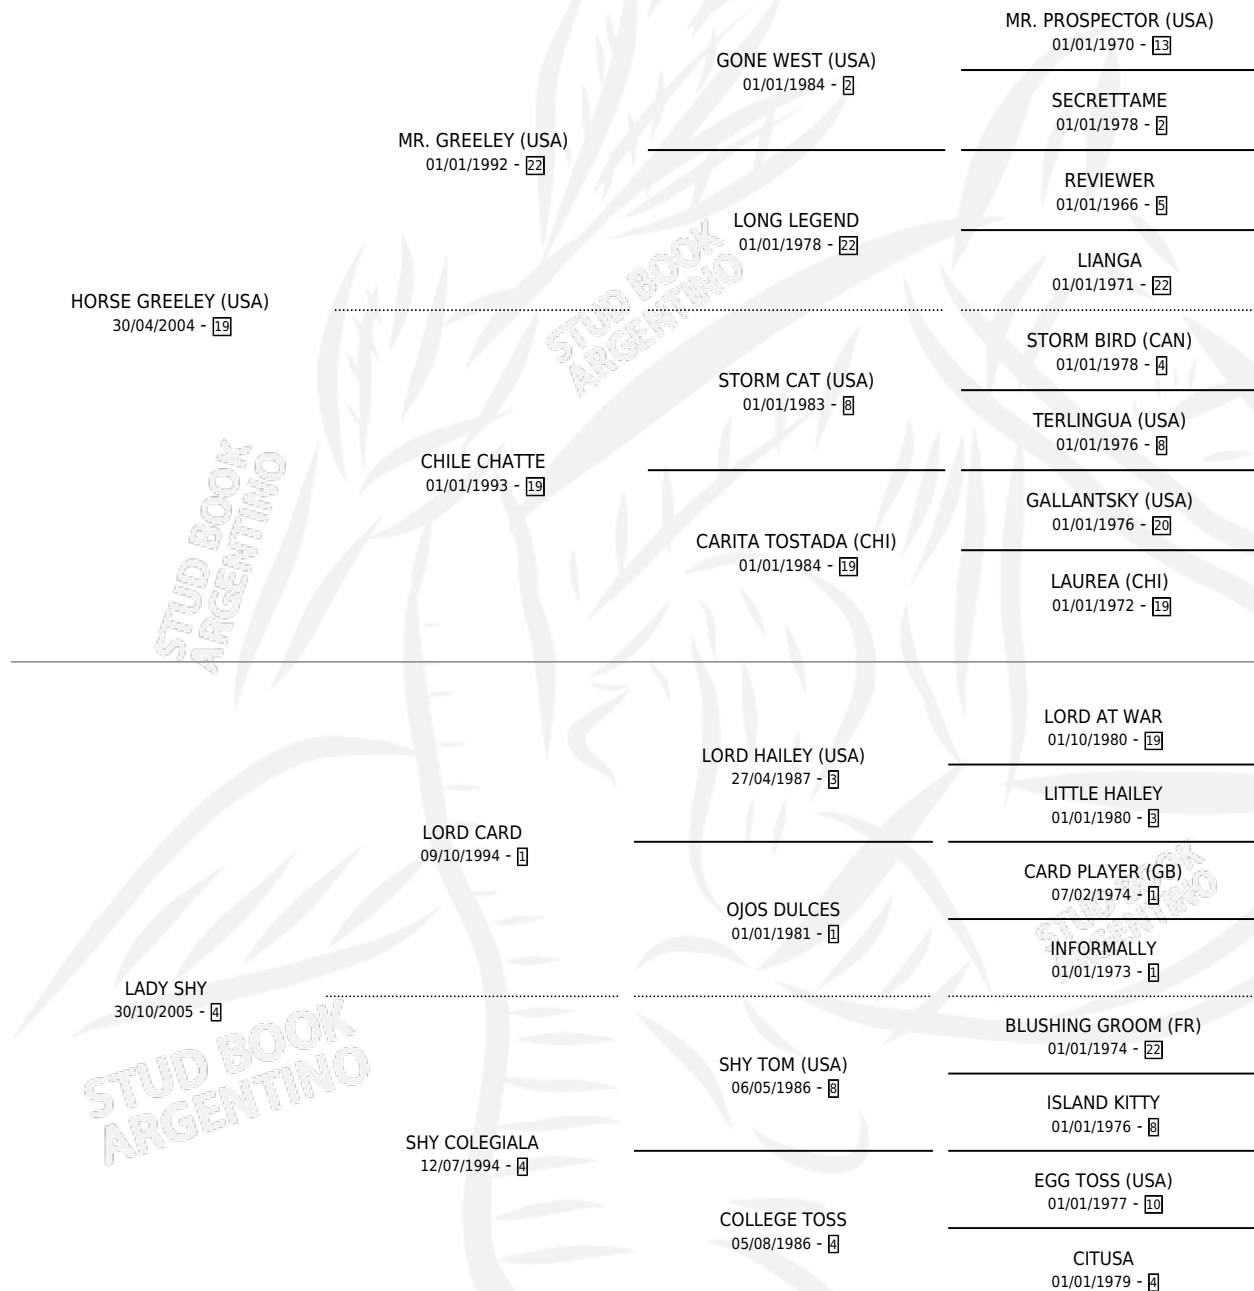 MR. PROSPECTOR (USA)
01/01/1970 - 13
GONE WEST (USA)
01/01/1984 - 2
SECRETTAME
01/01/1978 - 2
MR. GREELEY (USA)
01/01/1992 - 22
REVIEWER
01/01/1966 - 5
LONG LEGEND
01/01/1978 - 22
LIANGA
01/01/1971 - 22
HORSE GREELEY (USA)
30/04/2004 - 19
STUD BOOK
ARGENTINO
STORM BIRD (CAN)
01/01/1978 - 4
STORM CAT (USA)
01/01/1983 - 8
TERLINGUA (USA)
01/01/1976 - 8
CHILE CHATTE
01/01/1993 - 19
GALLANTSKY (USA)
01/01/1976 - 20
CARITA TOSTADA (CHI)
01/01/1984 - 19
LAUREA (CHI)
01/01/1972 - 19
STUD BOOK
ARGENTINO
LORD AT WAR
01/10/1980 - 19
LORD HAILEY (USA)
27/04/1987 - 3
LITTLE HAILEY
01/01/1980 - 3
LORD CARD
09/10/1994 - 1
CARD PLAYER (GB)
07/02/1974 - 1
OJOS DULCES
01/01/1981 - 1
STUD BOOK
ARGENTINO
INFORMALLY
01/01/1973 - 1
LADY SHY
30/10/2005 - 4
STUD BOOK
ARGENTINO
BLUSHING GROOM (FR)
01/01/1974 - 22
SHY TOM (USA)
06/05/1986 - 8
ISLAND KITTY
01/01/1976 - 8
SHY COLEGIALA
12/07/1994 - 4
EGG TOSS (USA)
01/01/1977 - 10
COLLEGE TOSS
05/08/1986 - 4
CITUSA
01/01/1979 - 4